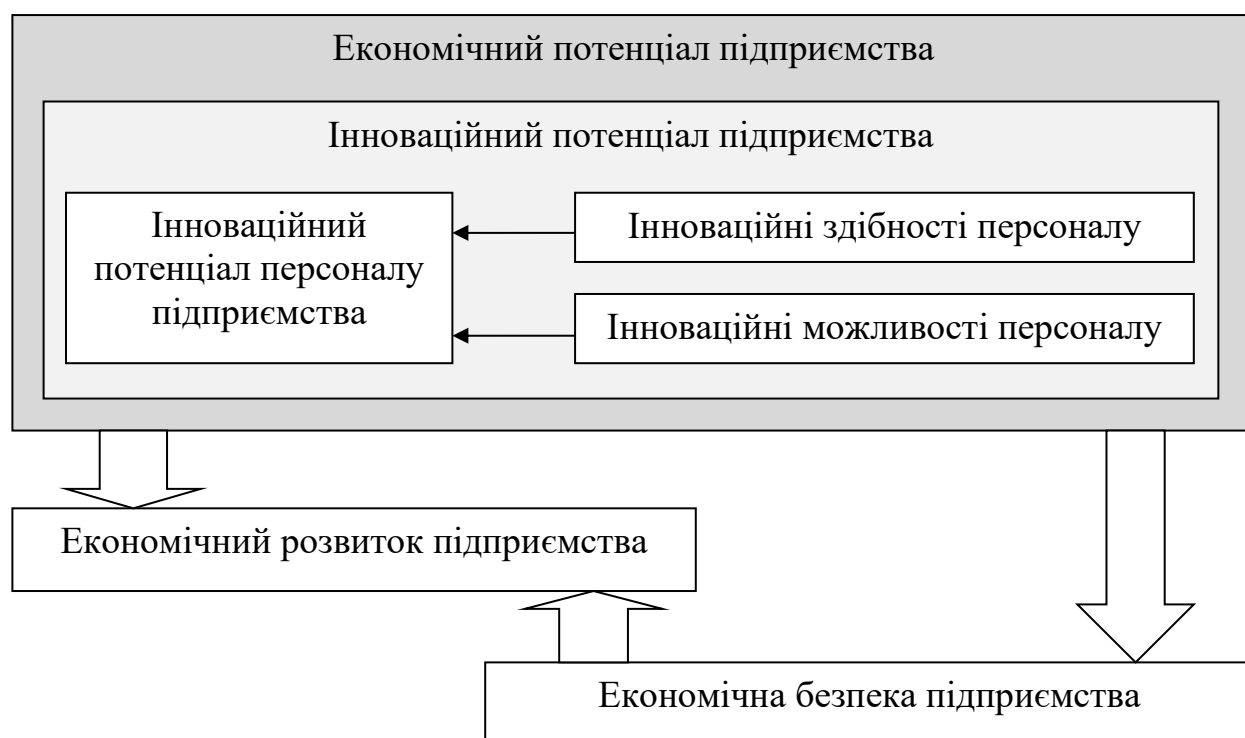 Економічний потенціал підприємства
Інноваційний потенціал підприємства
Інноваційний
потенціал персоналу
підприємства
Інноваційні здібності персоналу
Інноваційні можливості персоналу
Економічний розвиток підприємства
Економічна безпека підприємства